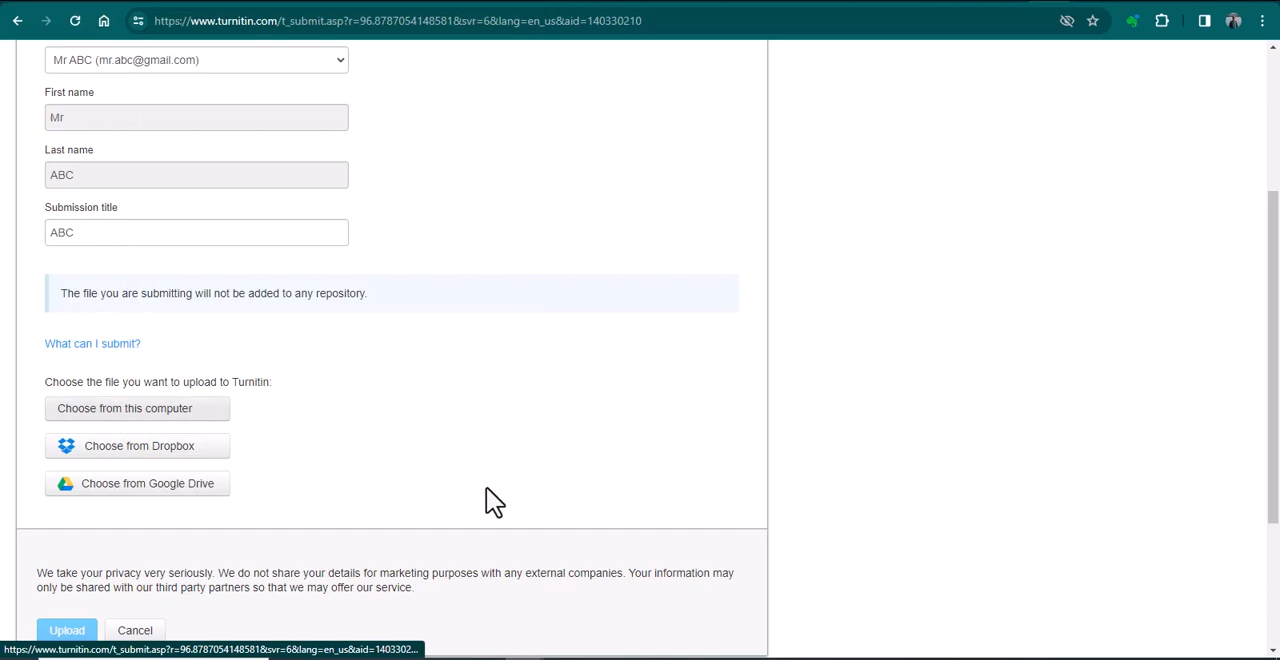 https://www.turnitin.com/t_submit.asp?r=96.8787054148581&svr=6&lang=en_us&aid=140330210
Mr ABC (mr.abc@gmail.com)
First name
Mr
Last name
ABC
Submission title
ABC
The file you are submitting will not be added to any repository.
What can I submit?
Choose the file you want to upload to Turnitin:
Choose from this computer
Choose from Dropbox
Choose from Google Drive
We take your privacy very seriously. We do not share your details for marketing purposes with any external companies. Your information may
only be shared with our third party partners so that we may offer our service.
Upload Cancel
https://www.turnitin.com/t_submit.asp?r=96.8787054148581&svr=6&lang=en_us&aid=1403302...